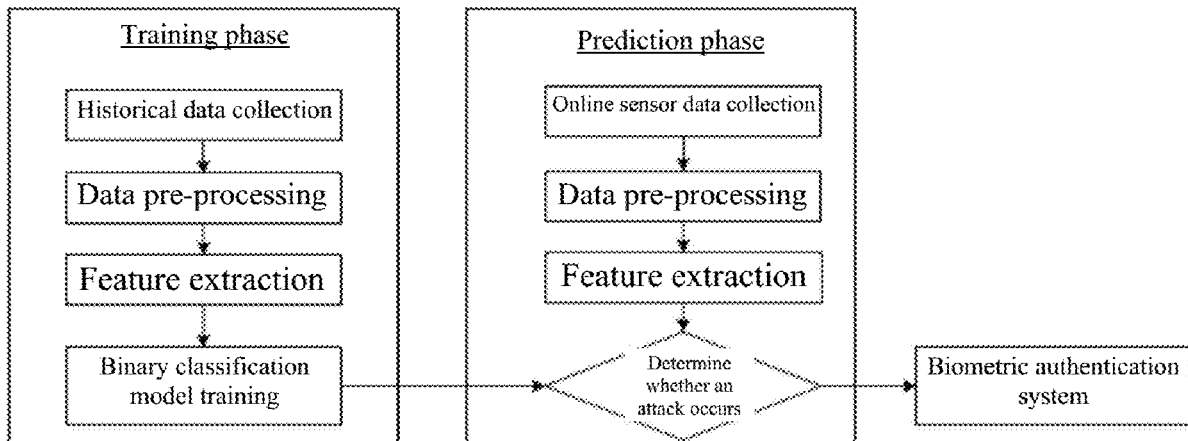 Training phase
Historical data collection
Data pre-processing
Feature extraction
Binary classification
model training
Prediction phase
Online sensor data collection
Data pre-processing
Feature extraction
Determine
whether an
attack occurs
Biometric authentication
system